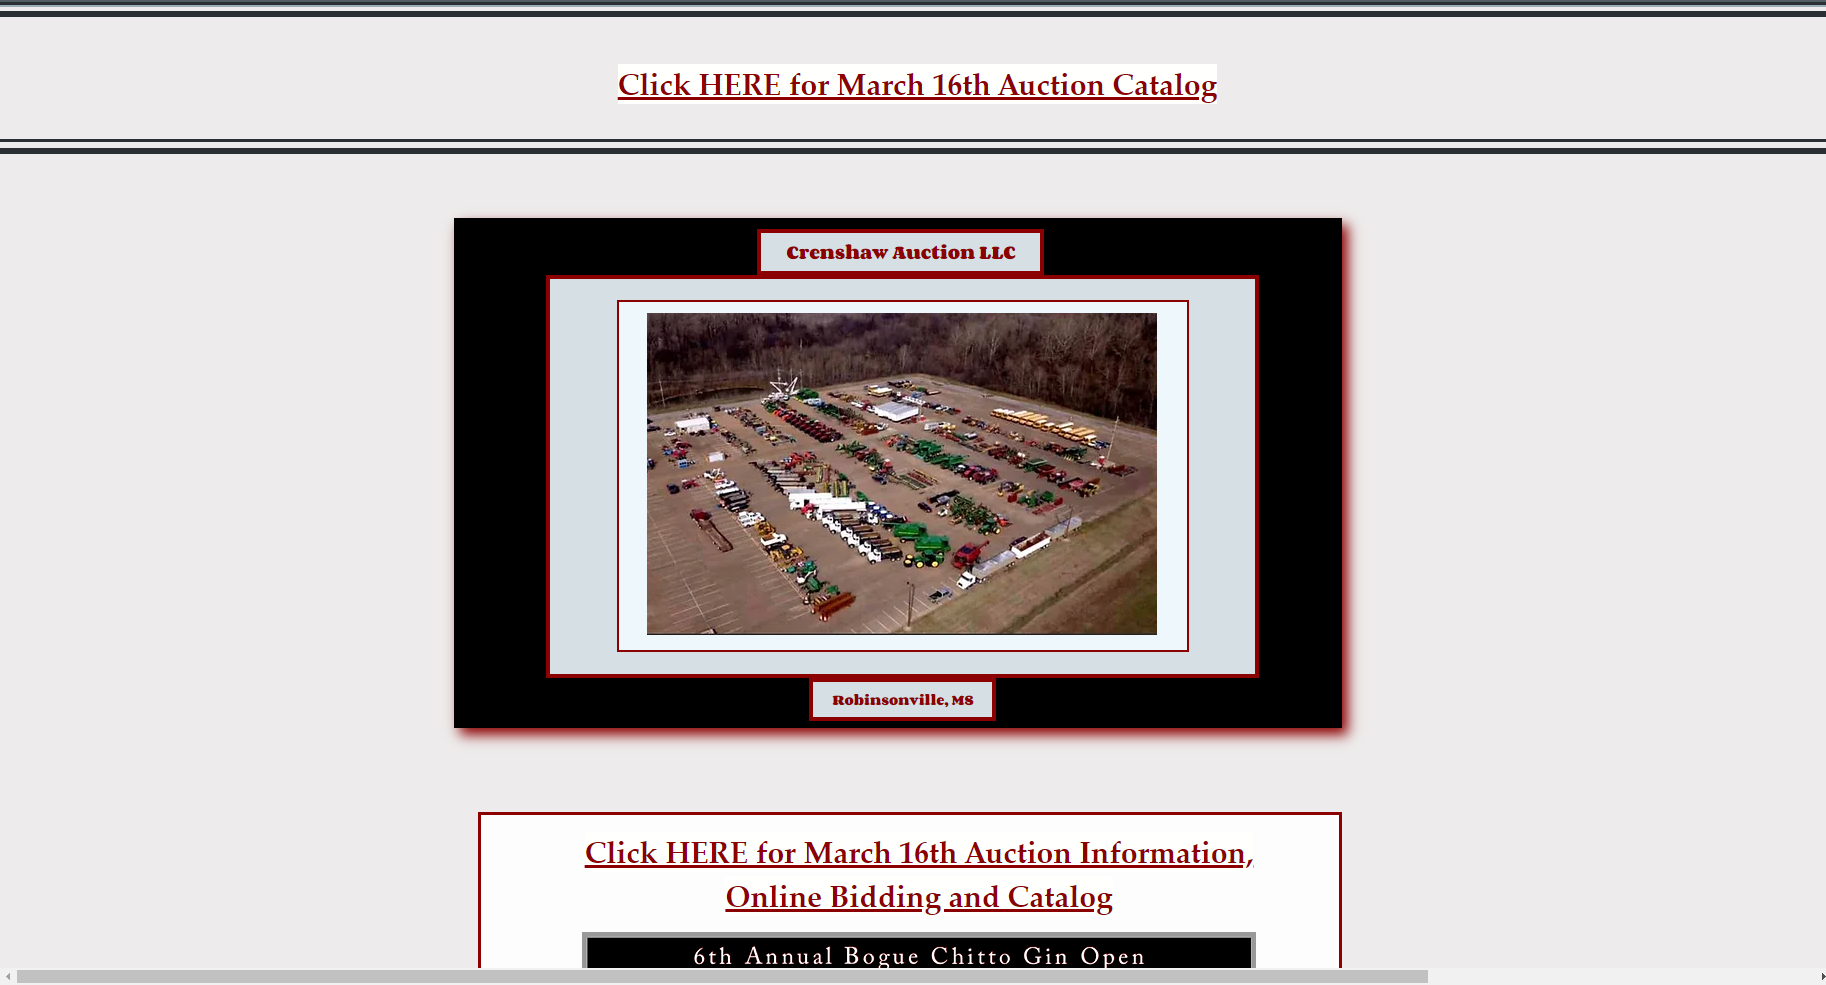 Click HERE for March 16th Auction Catalog
Crenshaw Auction LLC
Robinsonville, MS
Click HERE for March 16th Auction Information,
Online Bidding and Catalog
6th Annual Bogue Chitto Gin Open